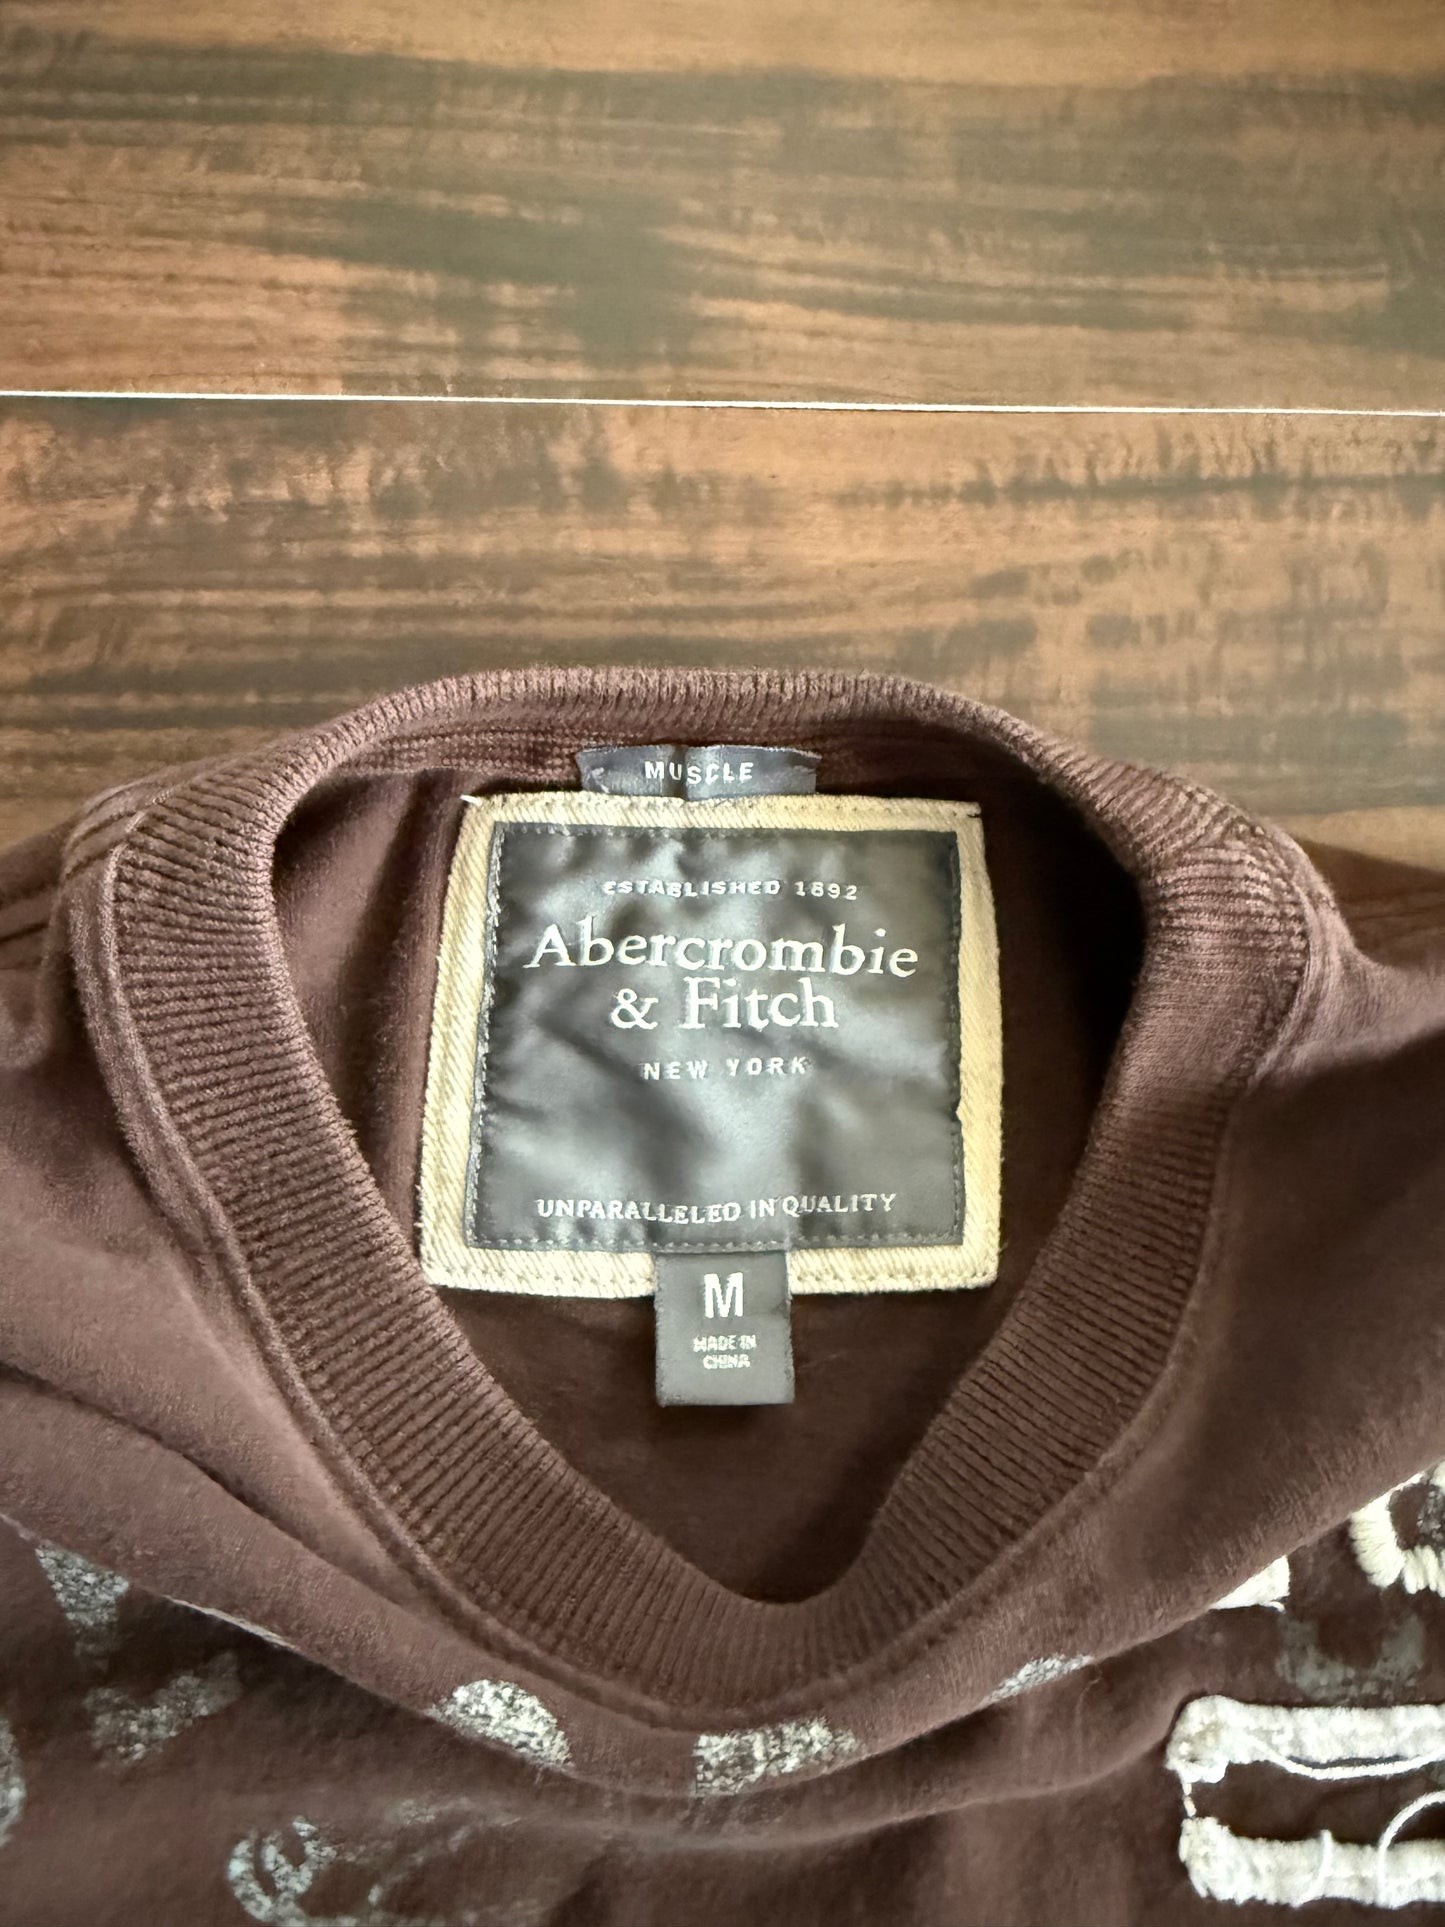 MUSCLE
ESTABLISHED 1892
Abercrombie
& Fitch
NEW YORK
UNPARALLELED IN QUALITY
M
MADE IN
CHINA